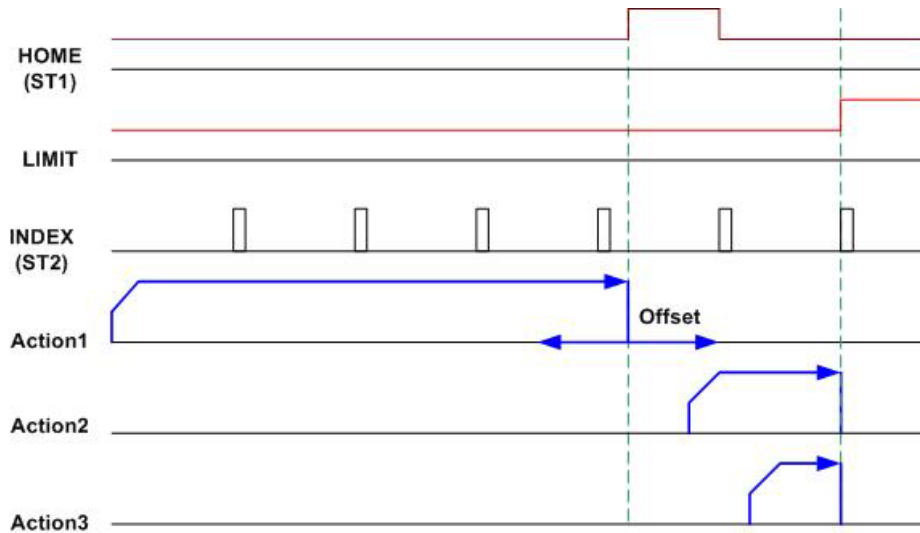 HOME
(ST1)
LIMIT
INDEX
(ST2)
Offset
Action1
Action2
Action3